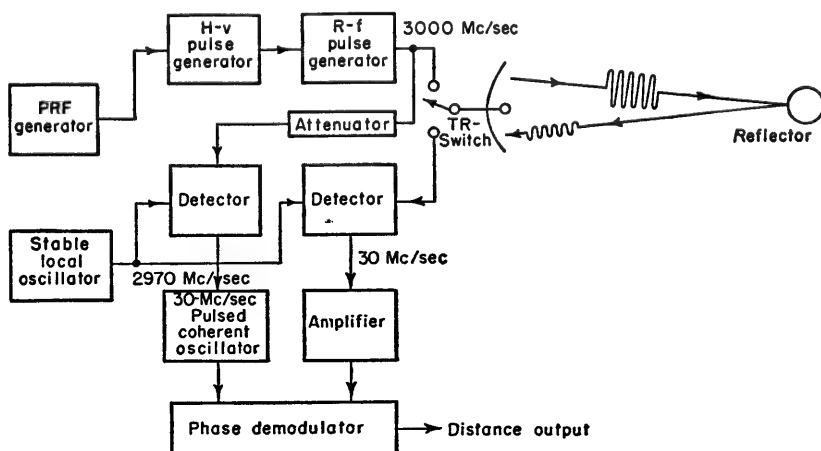 H-v
pulse
generator
R-f
pulse
generator
3000 Mc/sec
PRF
generator
Attenuator
TR-
Switch
Reflector
Detector
Detector
Stable
local
oscillator
2970 Mc/sec
30 Mc/sec
30-Mc/sec
Pulsed
coherent
oscillator
Amplifier
Phase demodulator
Distance output